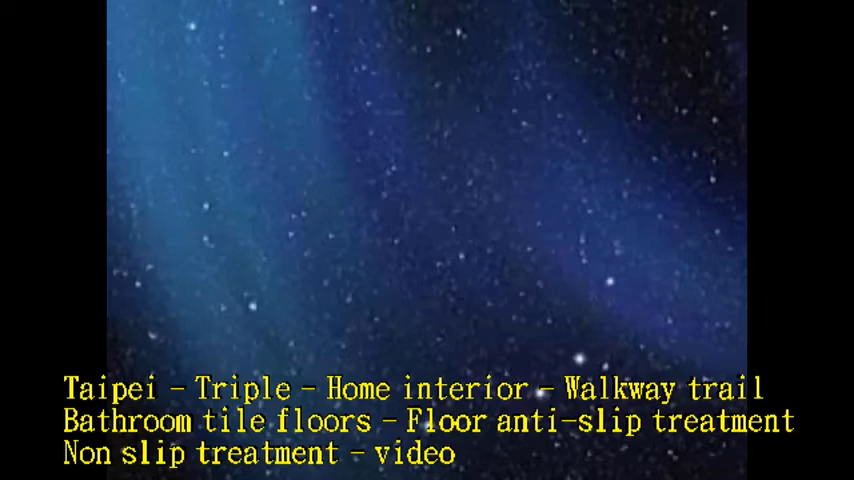 Taipei - Triple - Home interior - Walkway trail
Bathroom tile floors - Floor anti-slip treatment
Non slip treatment - video